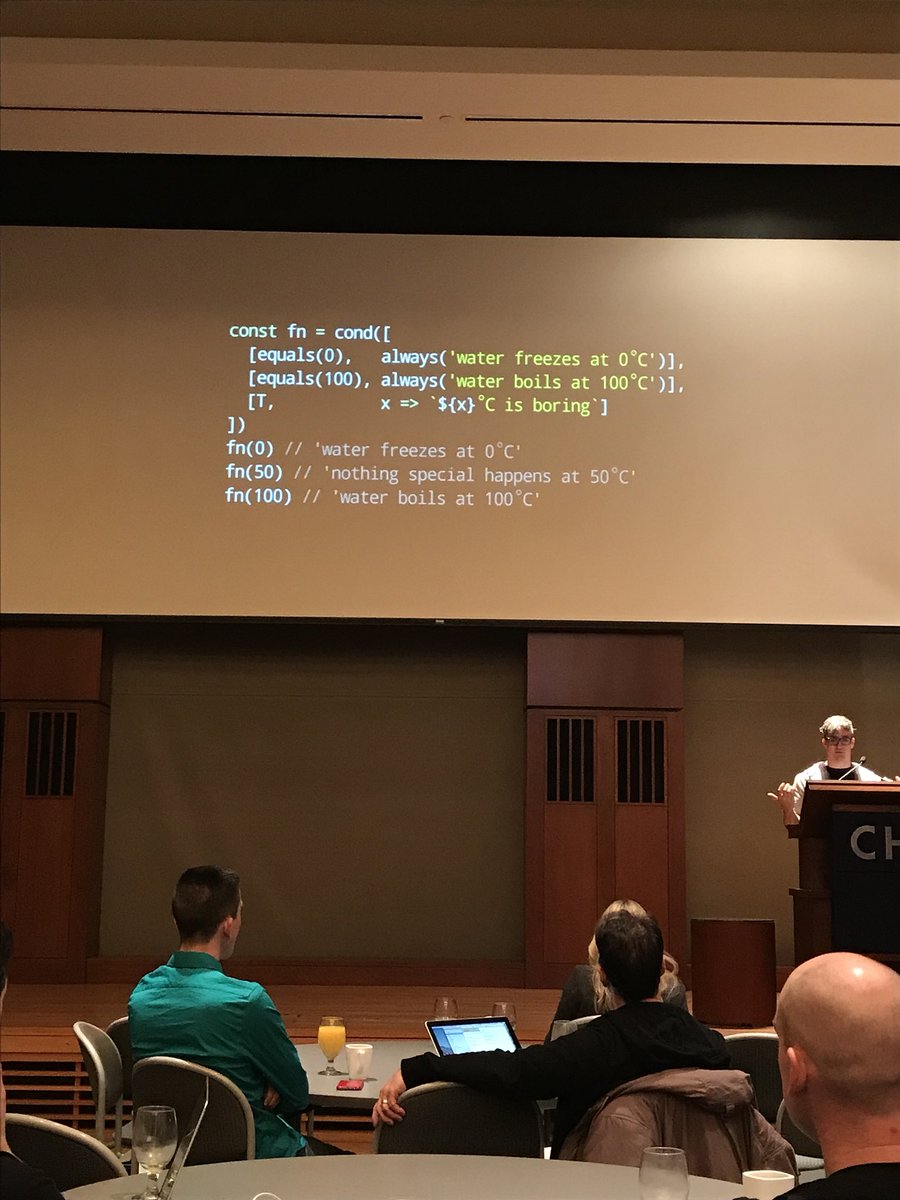 const fn = cond([
  [equals(0),   always('water freezes at 0°C')],
  [equals(100), always('water boils at 100°C')],
  [T,           x => `${x}°C is boring`]
])
fn(0) // 'water freezes at 0°C'
fn(50) // 'nothing special happens at 50°C'
fn(100) // 'water boils at 100°C'
CH